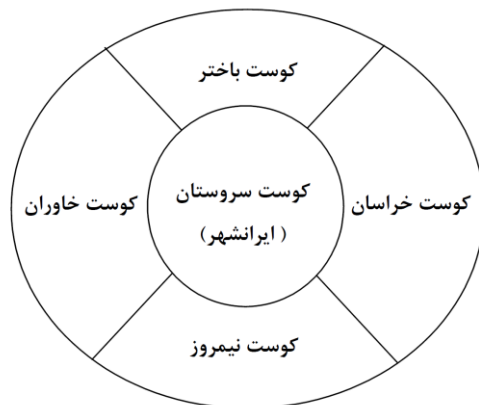 کوست باختر
کوست خراسان
کوست سروستان
( ایرانشهر)
کوست خاوران
کوست نیمروز